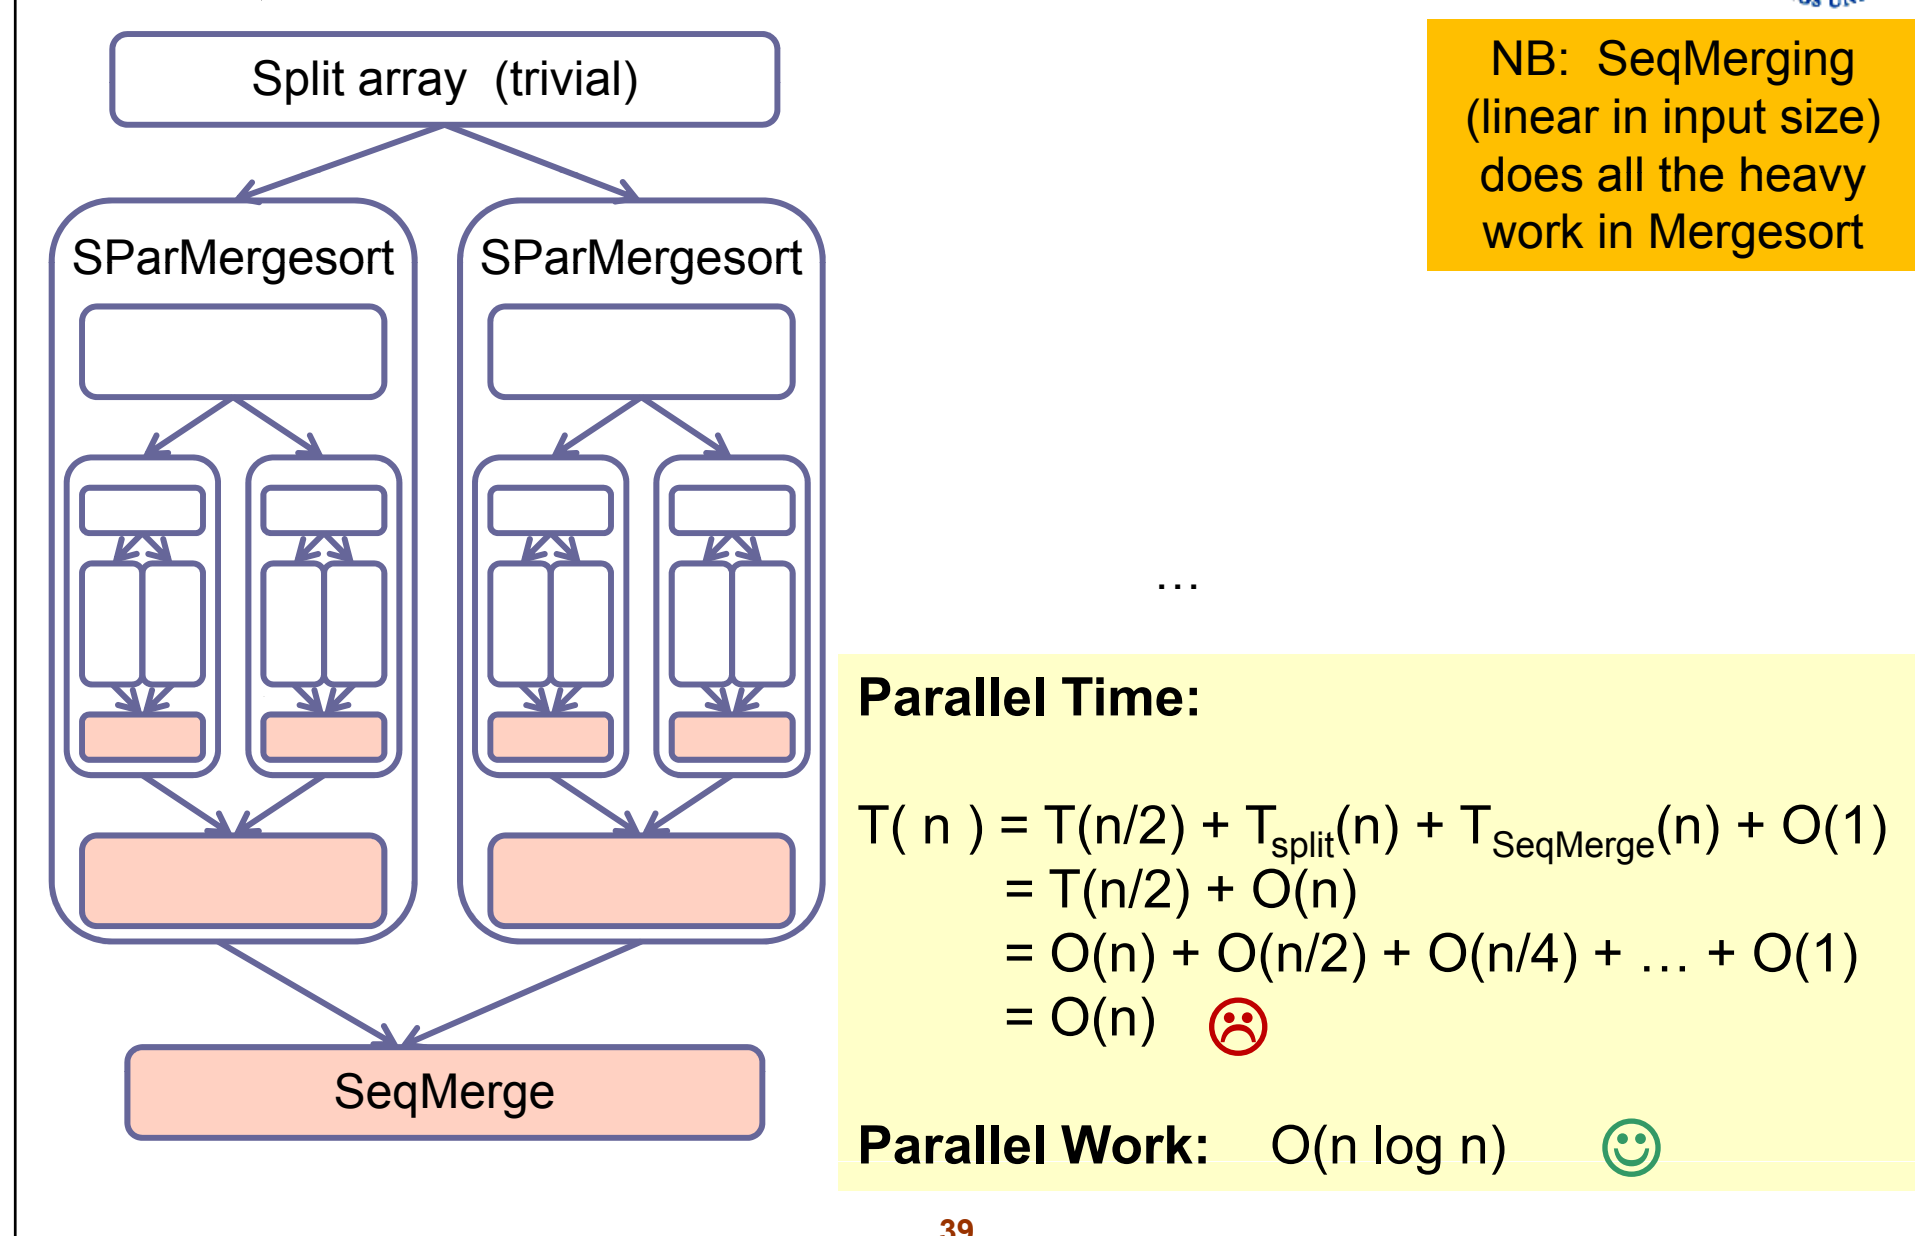 Split array (trivial)
NB: SeqMerging
(linear in input size)
does all the heavy
work in Mergesort
SParMergesort
SParMergesort
…
Parallel Time:
T( n ) = T(n/2) + Tsplit(n) + TSeqMerge(n) + O(1)
= T(n/2) + O(n)
= O(n) + O(n/2) + O(n/4) + … + O(1)
= O(n)
SeqMerge
Parallel Work: O(n log n)
39